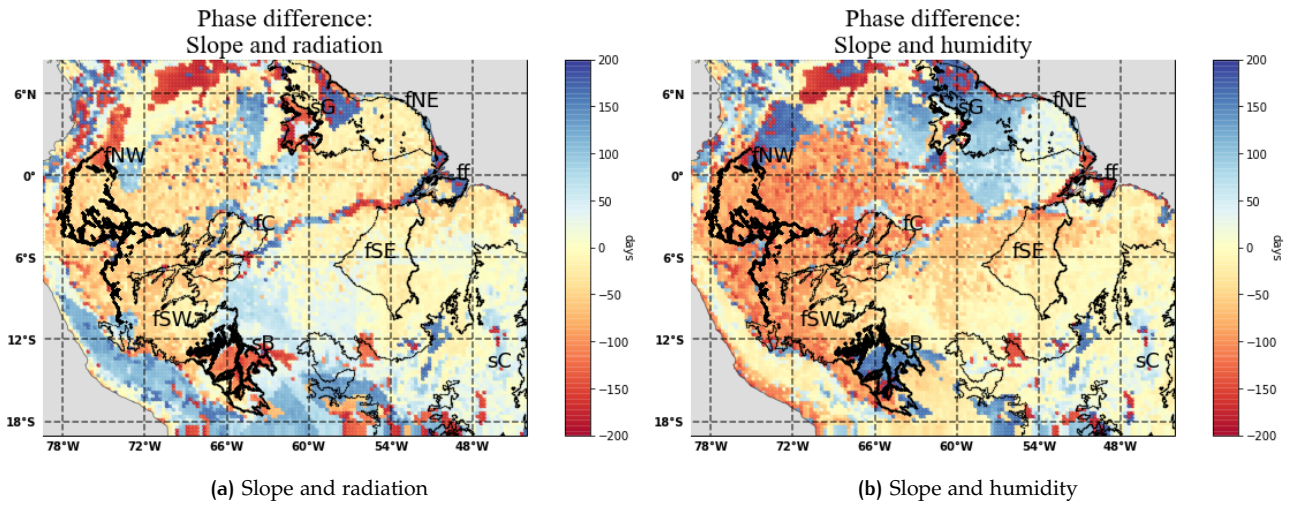 Phase difference:
Slope and radiation
6°N
0°
6°S
12°S
18°S
78°W
72°W
66°W
60°W
54°W
48°W
sG
fNE
fNW
ff
fC
fSE
fSW
sB
sC
200
150
100
50
0
−50
−100
−150
−200
days
(a) Slope and radiation
Phase difference:
Slope and humidity
6°N
0°
6°S
12°S
18°S
78°W
72°W
66°W
60°W
54°W
48°W
sG
fNE
fNW
ff
fC
fSE
fSW
sB
sC
200
150
100
50
0
−50
−100
−150
−200
days
(b) Slope and humidity